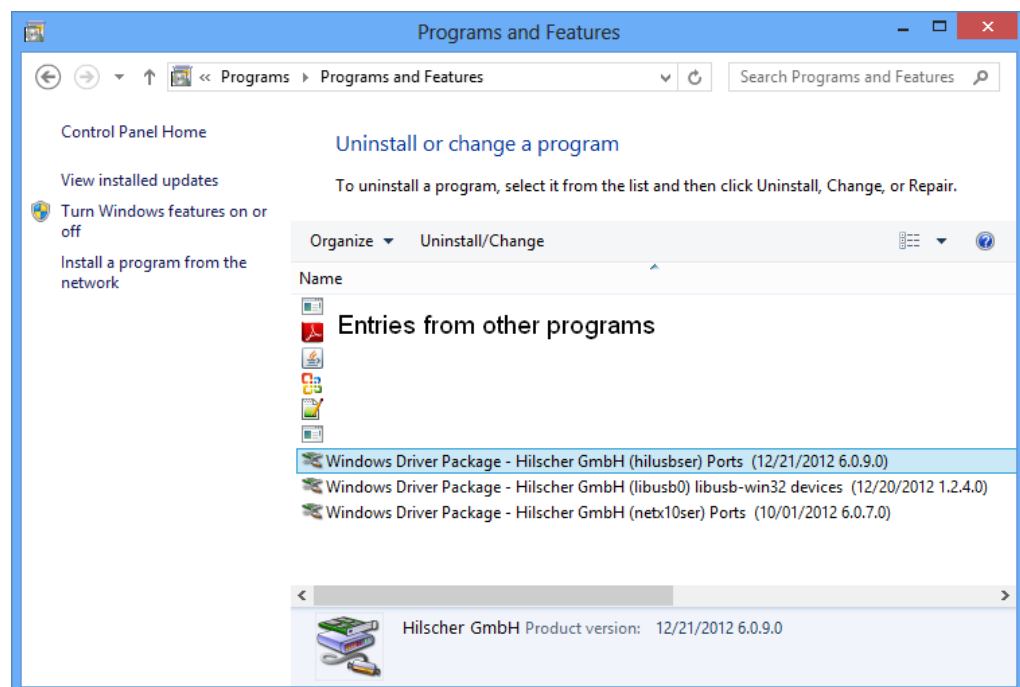 Programs and Features
« Programs ▸ Programs and Features
Search Programs and Features
Control Panel Home
View installed updates
Turn Windows features on or
off
Install a program from the
network
Uninstall or change a program
To uninstall a program, select it from the list and then click Uninstall, Change, or Repair.
Organize Uninstall/Change
Name
Entries from other programs
Windows Driver Package - Hilscher GmbH (hilusbser) Ports (12/21/2012 6.0.9.0)
Windows Driver Package - Hilscher GmbH (libusb0) libusb-win32 devices (12/20/2012 1.2.4.0)
Windows Driver Package - Hilscher GmbH (netx10ser) Ports (10/01/2012 6.0.7.0)
Hilscher GmbH Product version: 12/21/2012 6.0.9.0